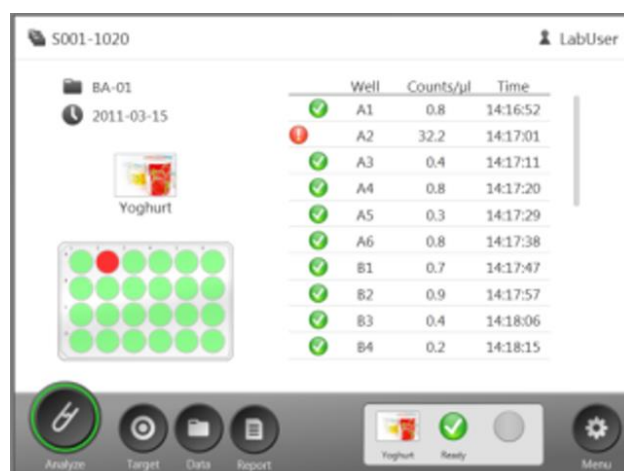 S001-1020
LabUser
BA-01
2011-03-15
Yoghurt
Well Counts/µl Time
A1 0.8 14:16:52
A2 32.2 14:17:01
A3 0.4 14:17:11
A4 0.8 14:17:20
A5 0.3 14:17:29
A6 0.8 14:17:38
B1 0.7 14:17:47
B2 0.9 14:17:57
B3 0.4 14:18:06
B4 0.2 14:18:15
Yoghurt Ready
Analyze Target Data Report Menu